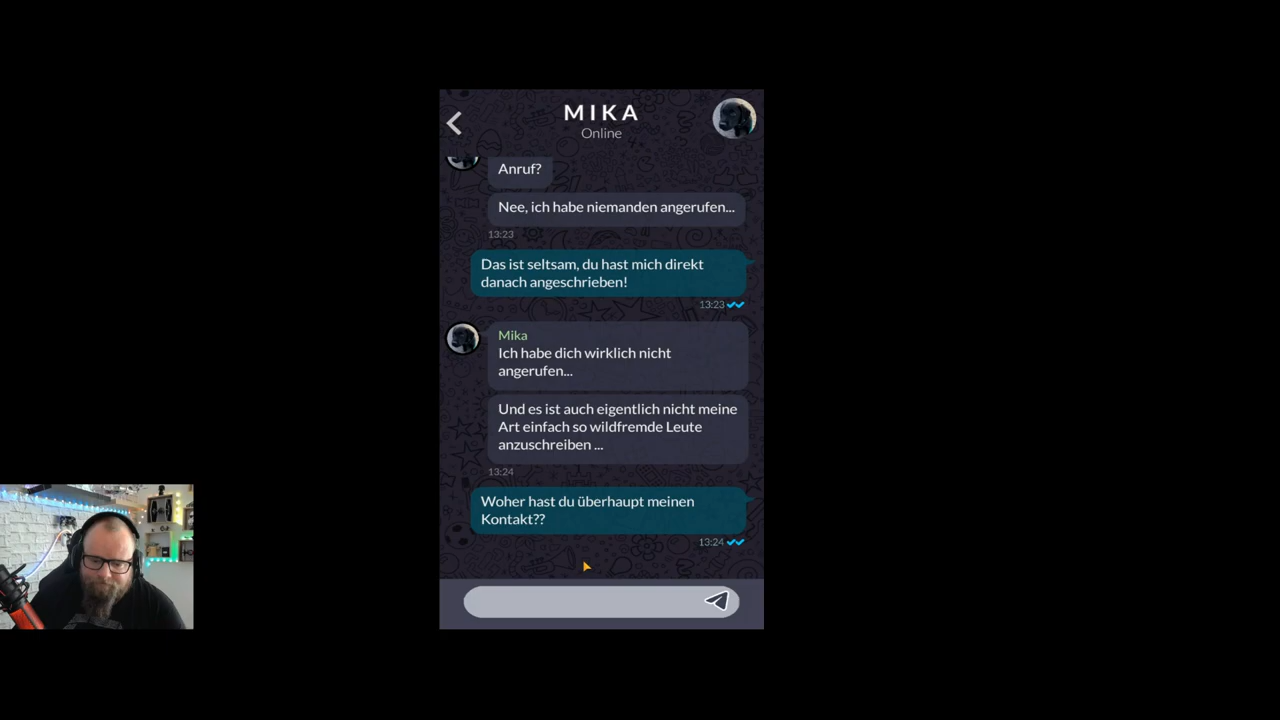 MIKA
Online
Anruf?
Nee, ich habe niemanden angerufen...
13:23
Das ist seltsam, du hast mich direkt
danach angeschrieben!
13:23
Mika
Ich habe dich wirklich nicht
angerufen...
Und es ist auch eigentlich nicht meine
Art einfach so wildfremde Leute
anzuschreiben ...
13:24
Woher hast du überhaupt meinen
Kontakt??
13:24